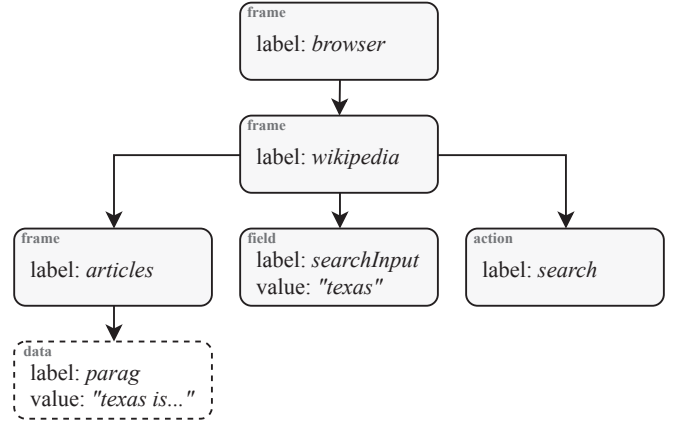 frame
label: browser
frame
label: wikipedia
frame
label: articles
field
label: searchInput
value: "texas"
action
label: search
data
label: parag
value: "texas is..."